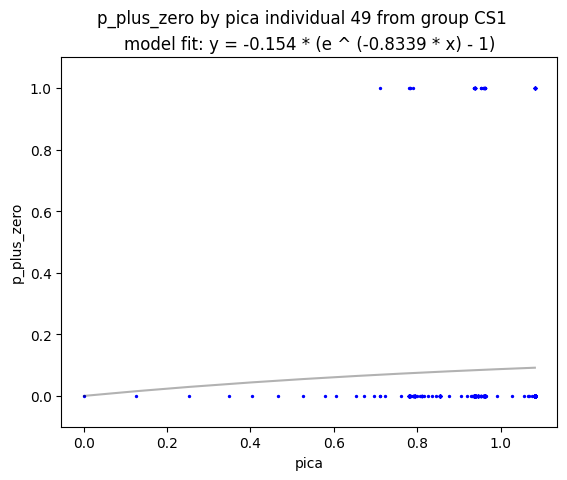 p_plus_zero by pica individual 49 from group CS1
model fit: y = -0.154 * (e ^ (-0.8339 * x) - 1)
1.0
0.8
0.6
0.4
0.2
0.0
p_plus_zero
0.0 0.2 0.4 0.6 0.8 1.0
pica